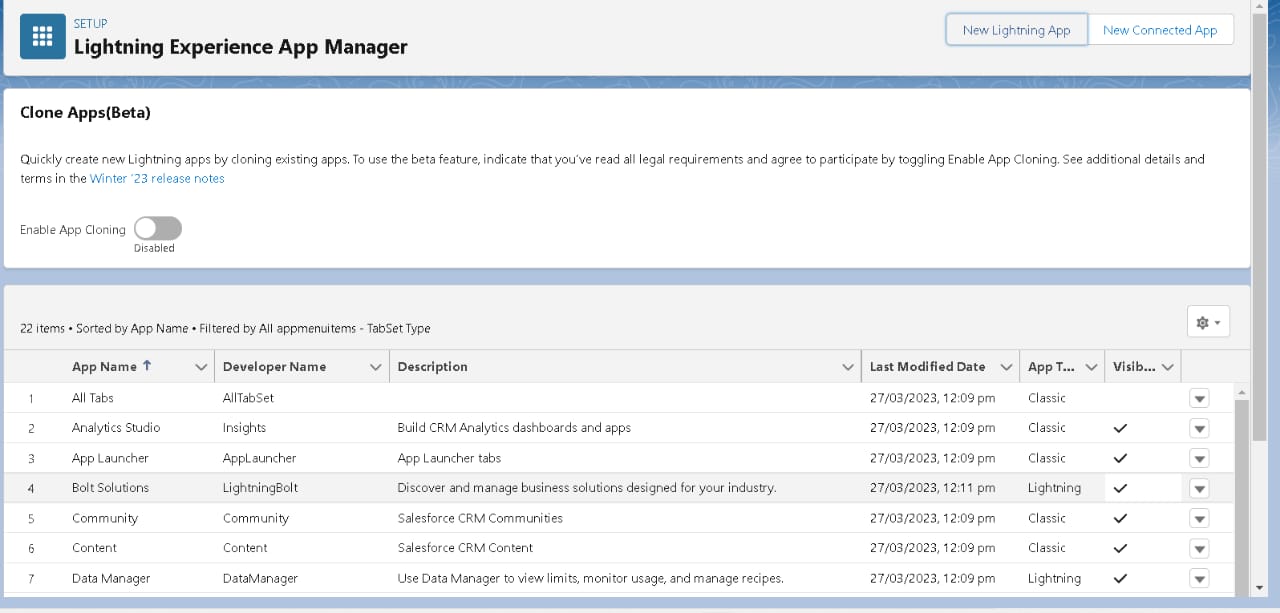 SETUP
Lightning Experience App Manager
New Lightning App
New Connected App
Clone Apps(Beta)
Quickly create new Lightning apps by cloning existing apps. To use the beta feature, indicate that you've read all legal requirements and agree to participate by toggling Enable App Cloning. See additional details and
terms in the Winter '23 release notes
Enable App Cloning
Disabled
22 items • Sorted by App Name • Filtered by All appmenuitems - TabSet Type
App Name ↑ Developer Name Description Last Modified Date App T... Visib...
1 All Tabs AllTabSet 27/03/2023, 12:09 pm Classic
2 Analytics Studio Insights Build CRM Analytics dashboards and apps 27/03/2023, 12:09 pm Classic ✓
3 App Launcher AppLauncher App Launcher tabs 27/03/2023, 12:09 pm Classic ✓
4 Bolt Solutions LightningBolt Discover and manage business solutions designed for your industry. 27/03/2023, 12:11 pm Lightning ✓
5 Community Community Salesforce CRM Communities 27/03/2023, 12:09 pm Classic ✓
6 Content Content Salesforce CRM Content 27/03/2023, 12:09 pm Classic ✓
7 Data Manager DataManager Use Data Manager to view limits, monitor usage, and manage recipes. 27/03/2023, 12:09 pm Lightning ✓